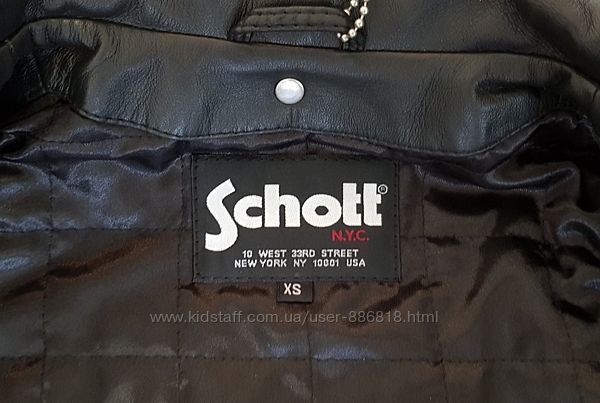 Schott®
N.Y.C.
10 WEST 33RD STREET
NEW YORK NY 10001 USA
XS
www.kidstaff.com.ua/user-886818.html